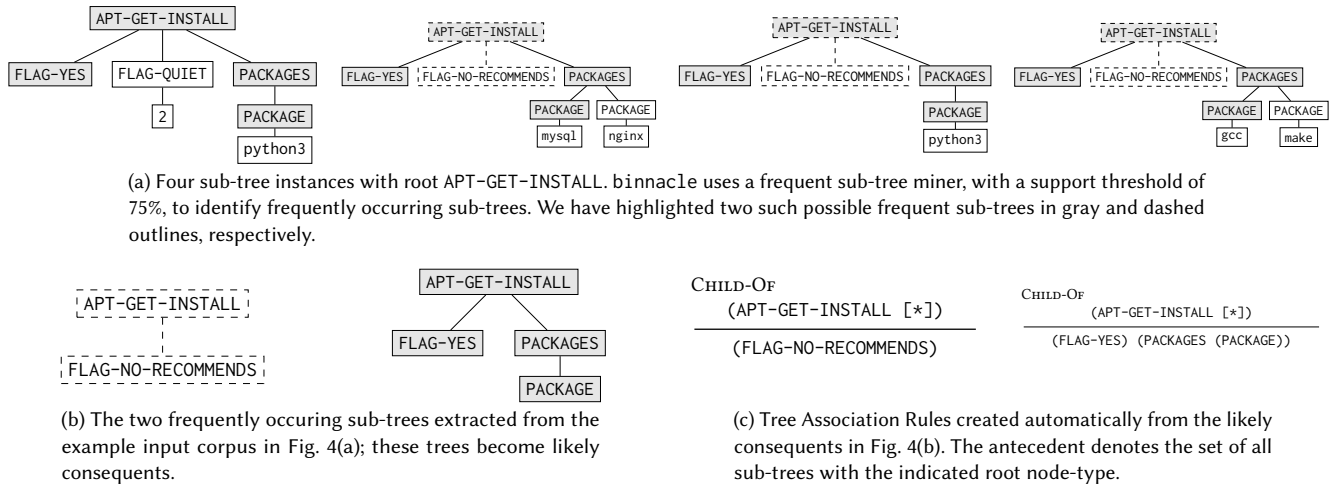 APT-GET-INSTALL
FLAG-YES FLAG-QUIET PACKAGES
2 PACKAGE
python3
APT-GET-INSTALL
FLAG-YES FLAG-NO-RECOMMENDS PACKAGES
PACKAGE PACKAGE
mysql nginx
APT-GET-INSTALL
FLAG-YES FLAG-NO-RECOMMENDS PACKAGES
PACKAGE
python3
APT-GET-INSTALL
FLAG-YES FLAG-NO-RECOMMENDS PACKAGES
PACKAGE PACKAGE
gcc make
(a) Four sub-tree instances with root APT-GET-INSTALL. binnacle uses a frequent sub-tree miner, with a support threshold of
75%, to identify frequently occurring sub-trees. We have highlighted two such possible frequent sub-trees in gray and dashed
outlines, respectively.
APT-GET-INSTALL
FLAG-NO-RECOMMENDS
APT-GET-INSTALL
FLAG-YES PACKAGES
PACKAGE
(b) The two frequently occuring sub-trees extracted from the
example input corpus in Fig. 4(a); these trees become likely
consequents.
Child-Of
(APT-GET-INSTALL [*])
(FLAG-NO-RECOMMENDS)
Child-Of
(APT-GET-INSTALL [*])
(FLAG-YES) (PACKAGES (PACKAGE))
(c) Tree Association Rules created automatically from the likely
consequents in Fig. 4(b). The antecedent denotes the set of all
sub-trees with the indicated root node-type.